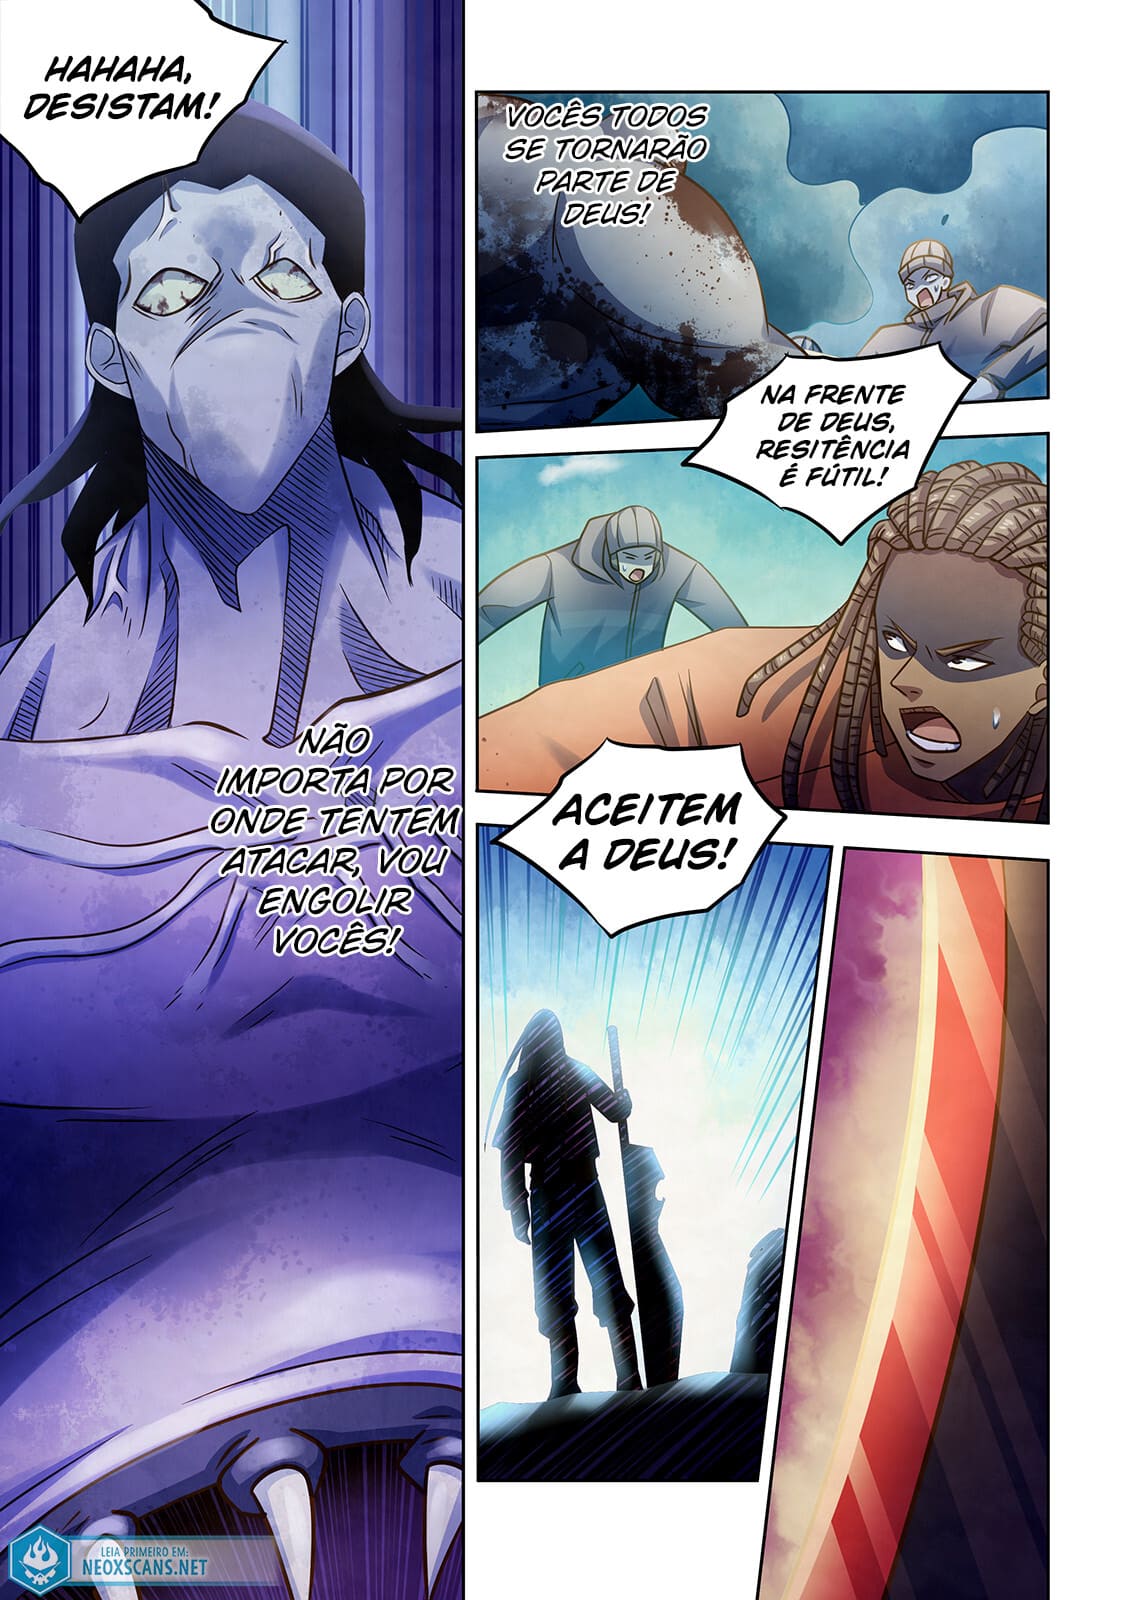 HAHAHA,
DESISTAM!
NÃO
IMPORTA POR
ONDE TENTEM
ATACAR, VOU
ENGOLIR
VOCÊS!
VOCÊS TODOS
SE TORNARÃO
PARTE DE
DEUS!
NA FRENTE
DE DEUS,
RESITÊNCIA
É FÚTIL!
ACEITEM
A DEUS!
LEIA PRIMEIRO EM:
NEOXSCANS.NET